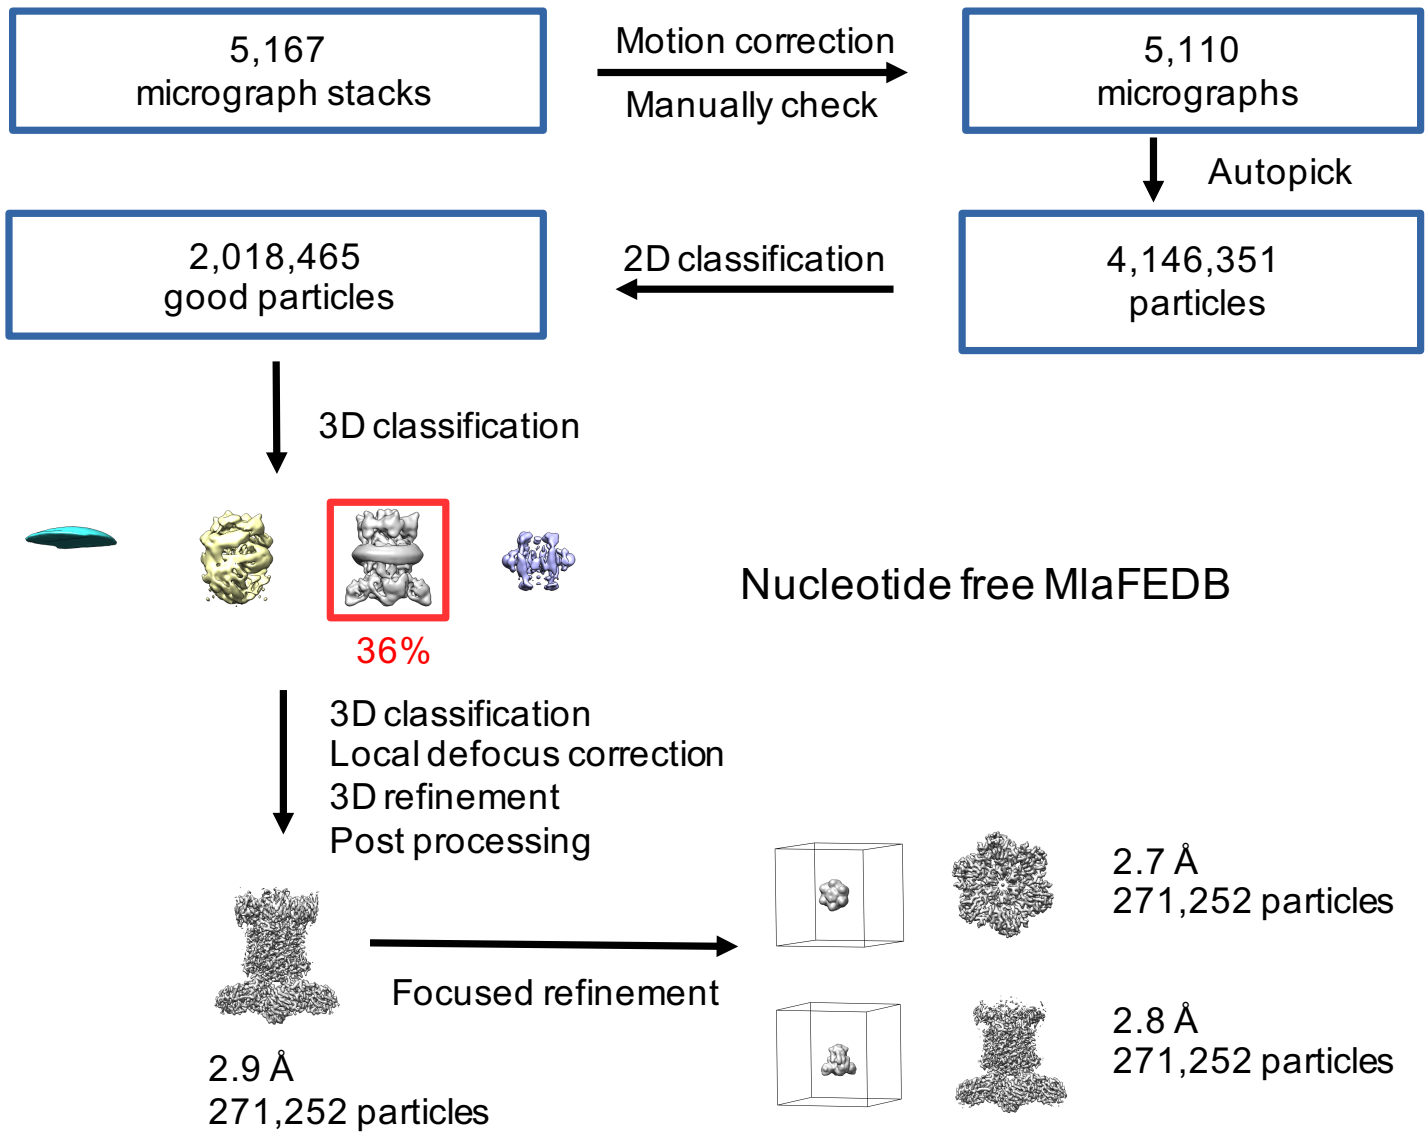 5,167
micrograph stacks
Motion correction
Manually check
5,110
micrographs
Autopick
4,146,351
particles
2D classification
2,018,465
good particles
3D classification
36%
Nucleotide free MlaFEDB
3D classification
Local defocus correction
3D refinement
Post processing
2.9 Å
271,252 particles
Focused refinement
2.7 Å
271,252 particles
2.8 Å
271,252 particles